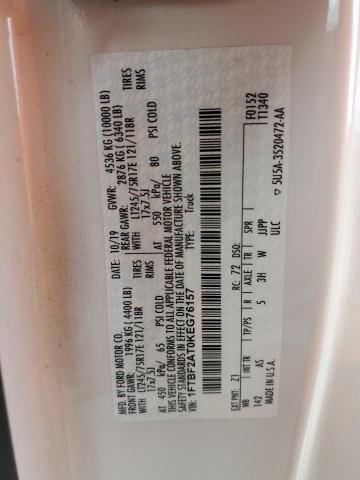 MFD. BY FORD MOTOR CO.
DATE: 10/19 GVWR: 4536 KG (10000 LB)
FRONT GAWR: 1996 KG (4400 LB) REAR GAWR: 2876 KG (6340 LB)
LT245/75R17E 121/118R WITH LT245/75R17E 121/118R TIRES
17x7.5J WITH 17x7.5J RIMS
AT 450 kPa/ 65 PSI COLD AT 550 kPa/ 80 PSI COLD
THIS VEHICLE CONFORMS TO ALL APPLICABLE FEDERAL MOTOR VEHICLE
SAFETY STANDARDS IN EFFECT ON THE DATE OF MANUFACTURE SHOWN ABOVE.
VIN: 1FTBF2AT0KEG76157 TYPE: Truck
F0152
T1340
EXT PNT: Z1 RC: 72 DSO:
WB INT TR TP/PS R AXLE TR SPR
142 AS 5 3H W JJPP
ULC
MADE IN U.S.A.
▽ 5U5A-3520472-AA